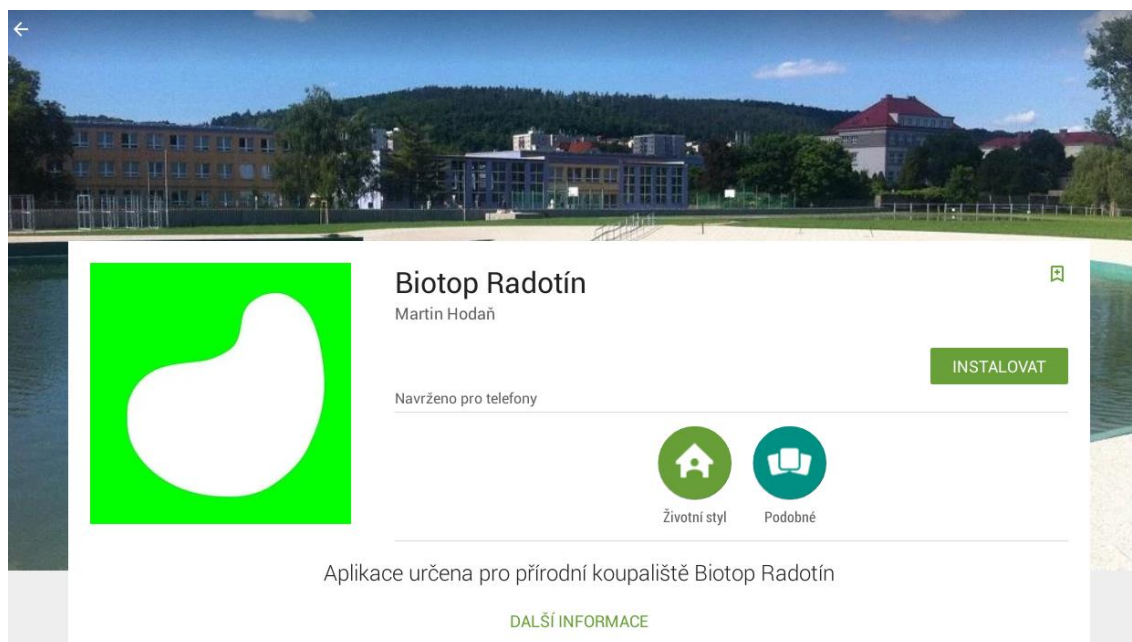 Biotop Radotín
Martin Hodaň
INSTALOVAT
Navrženo pro telefony
Životní styl
Podobné
Aplikace určena pro přírodní koupaliště Biotop Radotín
DALŠÍ INFORMACE